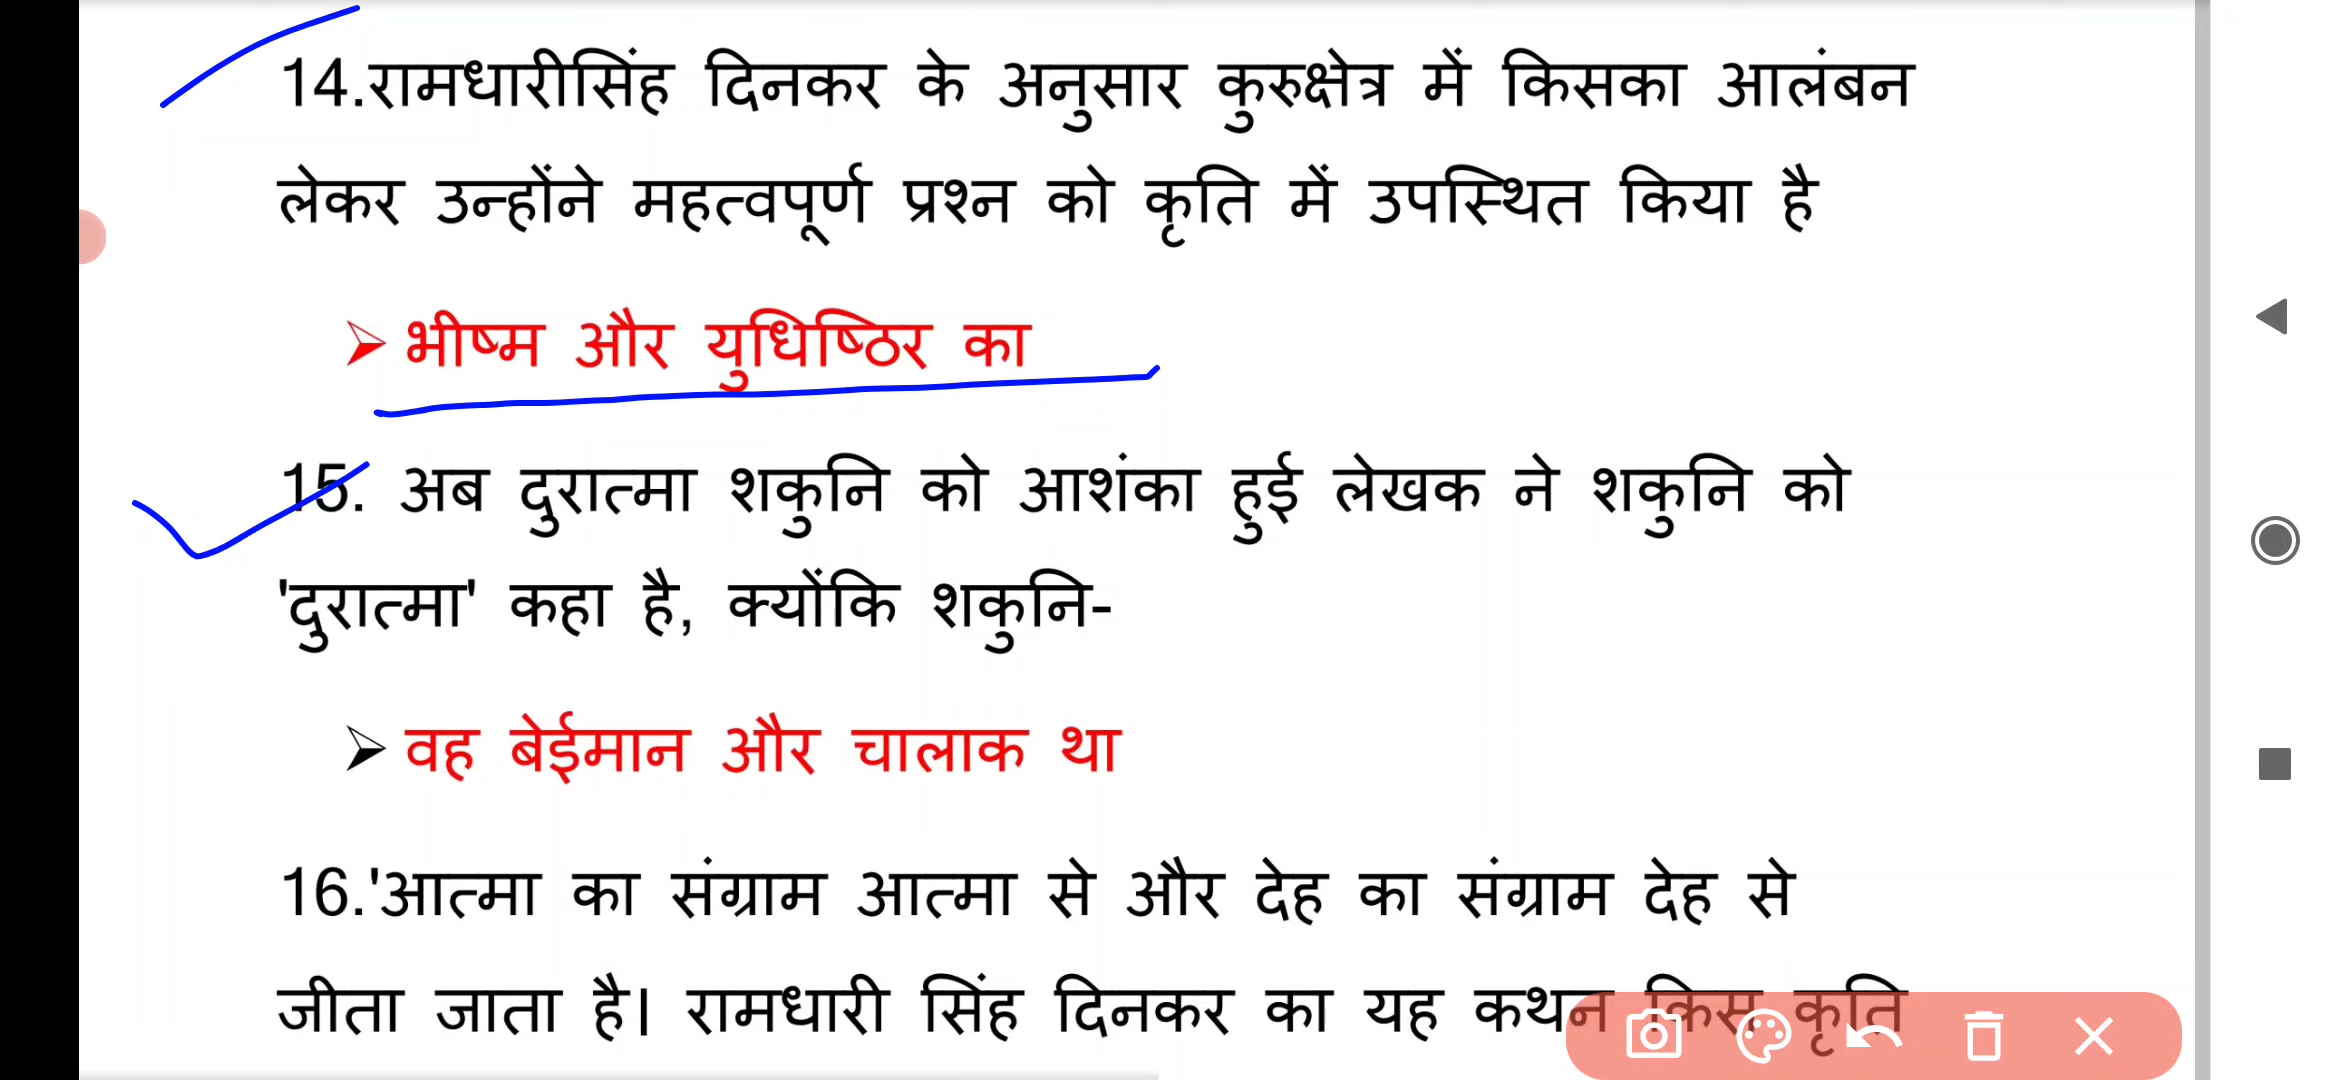 14.रामधारीसिंह दिनकर के अनुसार कुरुक्षेत्र में किसका आलंबन
लेकर उन्होंने महत्वपूर्ण प्रश्न को कृति में उपस्थित किया है
➢ भीष्म और युधिष्ठिर का
15. अब दुरात्मा शकुनि को आशंका हुई लेखक ने शकुनि को
'दुरात्मा' कहा है, क्योंकि शकुनि-
➢ वह बेईमान और चालाक था
16.'आत्मा का संग्राम आत्मा से और देह का संग्राम देह से
जीता जाता है। रामधारी सिंह दिनकर का यह कथन किस कृति